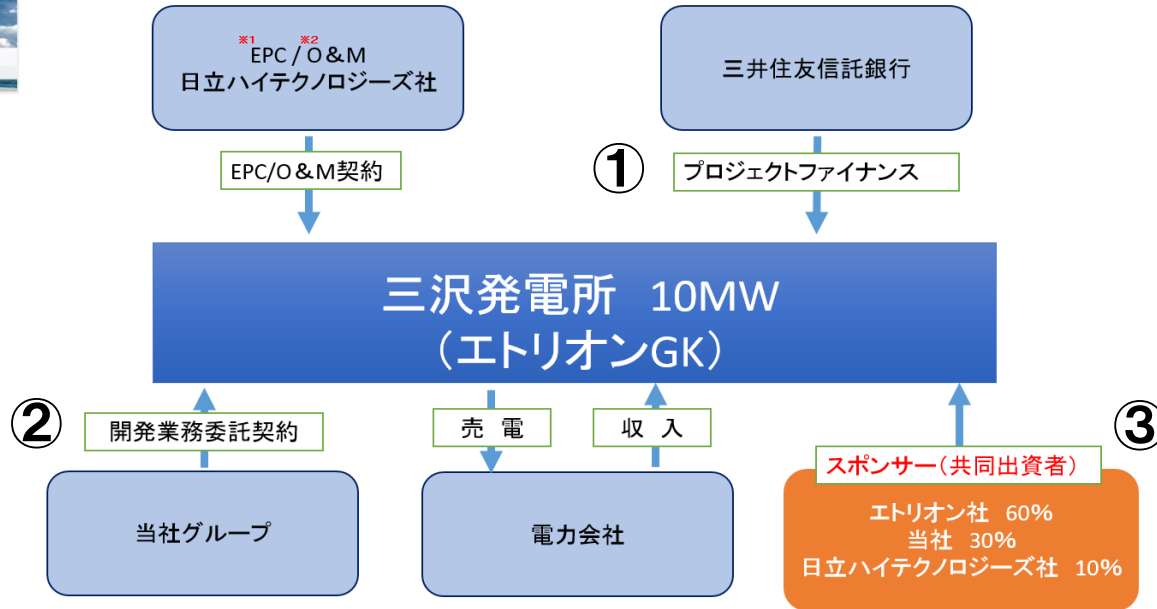 ※1 ※2
EPC/O&M
日立ハイテクノロジーズ社
三井住友信託銀行
EPC/O&M契約
①
プロジェクトファイナンス
三沢発電所 10MW
（エトリオンGK）
②
開発業務委託契約
売 電
収 入
③
スポンサー（共同出資者）
当社グループ
電力会社
エトリオン社 60%
当社 30%
日立ハイテクノロジーズ社 10%